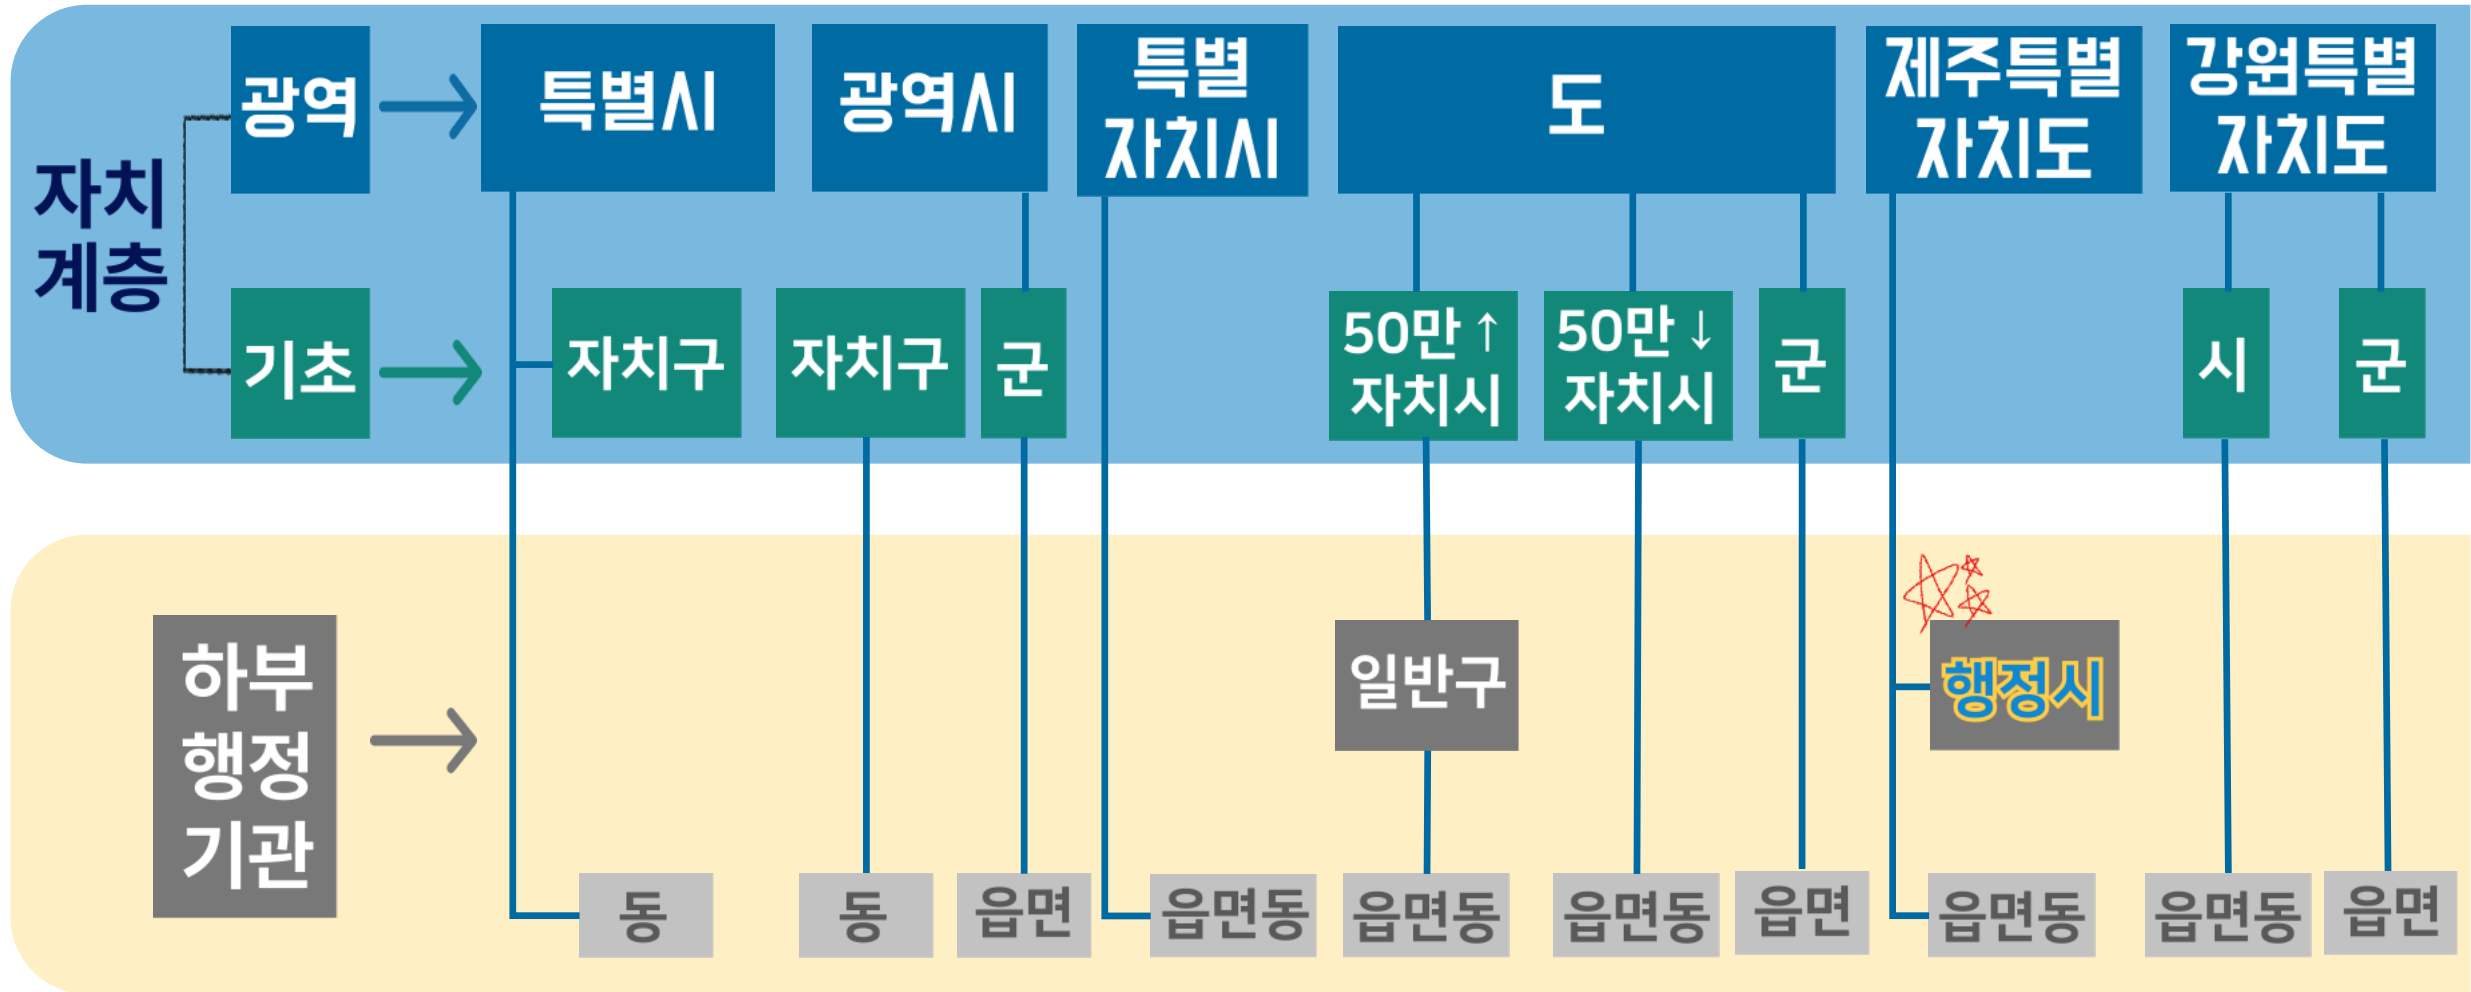 자치
계층
광역
특별시
광역시
특별
자치시
도
제주특별
자치도
강원특별
자치도
기초
자치구
자치구
군
50만↑
자치시
50만↓
자치시
군
시
군
하부
행정
기관
일반구
행정시
동
동
읍면
읍면동
읍면동
읍면동
읍면
읍면동
읍면동
읍면